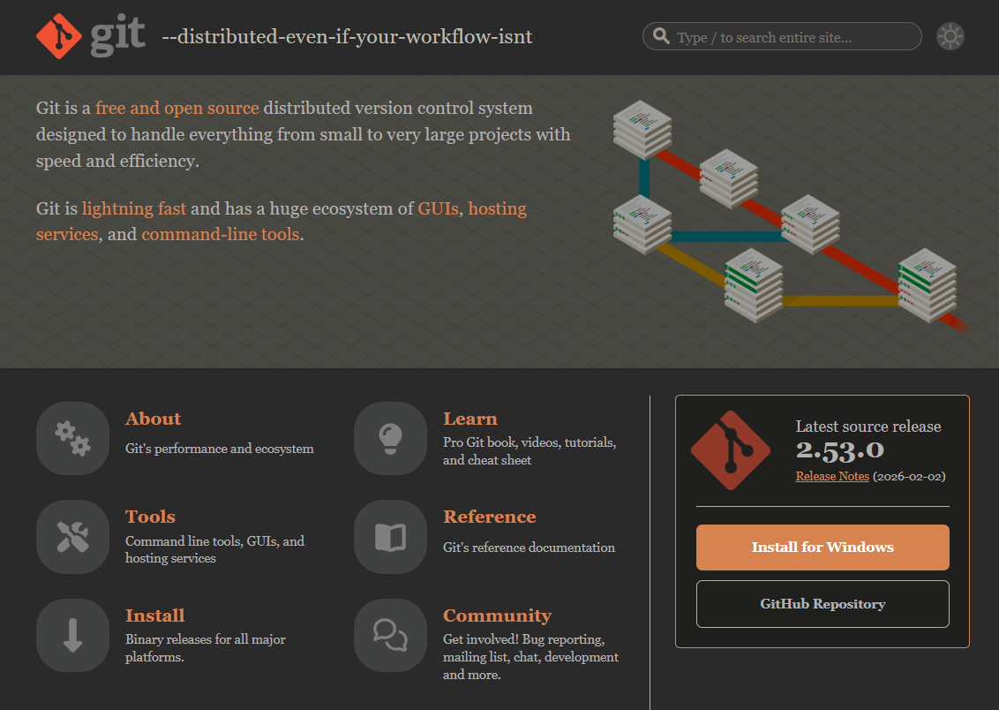 git --distributed-even-if-your-workflow-isnt
Type / to search entire site...
Git is a free and open source distributed version control system
designed to handle everything from small to very large projects with
speed and efficiency.
Git is lightning fast and has a huge ecosystem of GUIs, hosting
services, and command-line tools.
About
Git's performance and ecosystem
Learn
Pro Git book, videos, tutorials,
and cheat sheet
Tools
Command line tools, GUIs, and
hosting services
Reference
Git's reference documentation
Install
Binary releases for all major
platforms.
Community
Get involved! Bug reporting,
mailing list, chat, development
and more.
Latest source release
2.53.0
Release Notes (2026-02-02)
Install for Windows
GitHub Repository